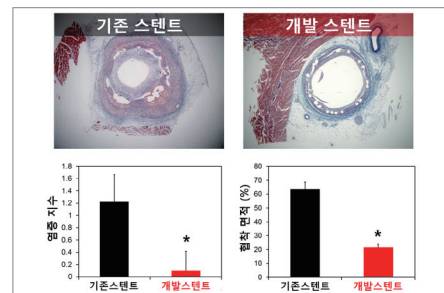 기존 스텐트
개발 스텐트
염증 지수
1.8
1.6
1.4
1.2
1
0.8
0.6
0.4
0.2
0
*
기존스텐트
개발스텐트
협착 면적 (%)
80
70
60
50
40
30
20
10
0
*
기존스텐트
개발스텐트